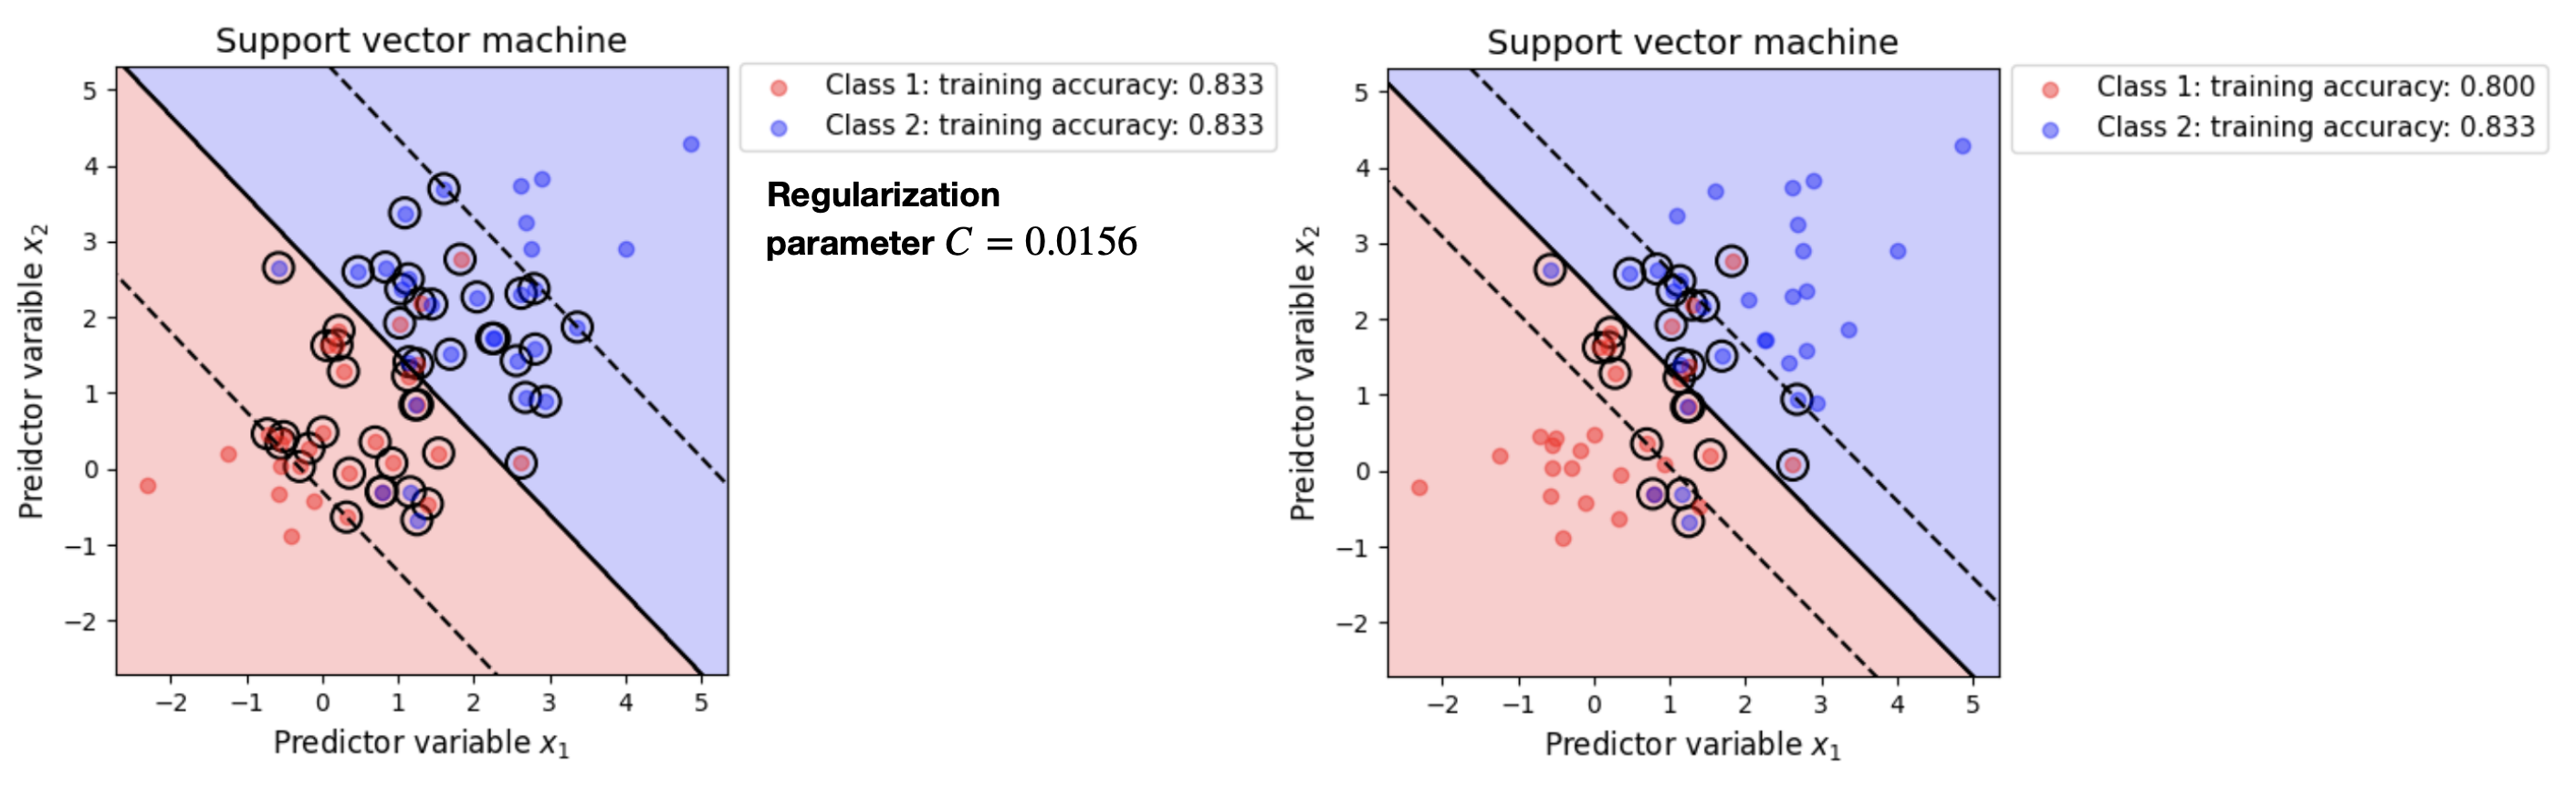 Support vector machine
5
4
3
2
1
0
−1
−2
Preidctor varaible x₂
−2 −1 0 1 2 3 4 5
Predictor variable x₁
Class 1: training accuracy: 0.833
Class 2: training accuracy: 0.833
Regularization
parameter C = 0.0156
Support vector machine
5
4
3
2
1
0
−1
−2
Preidctor varaible x₂
−2 −1 0 1 2 3 4 5
Predictor variable x₁
Class 1: training accuracy: 0.800
Class 2: training accuracy: 0.833